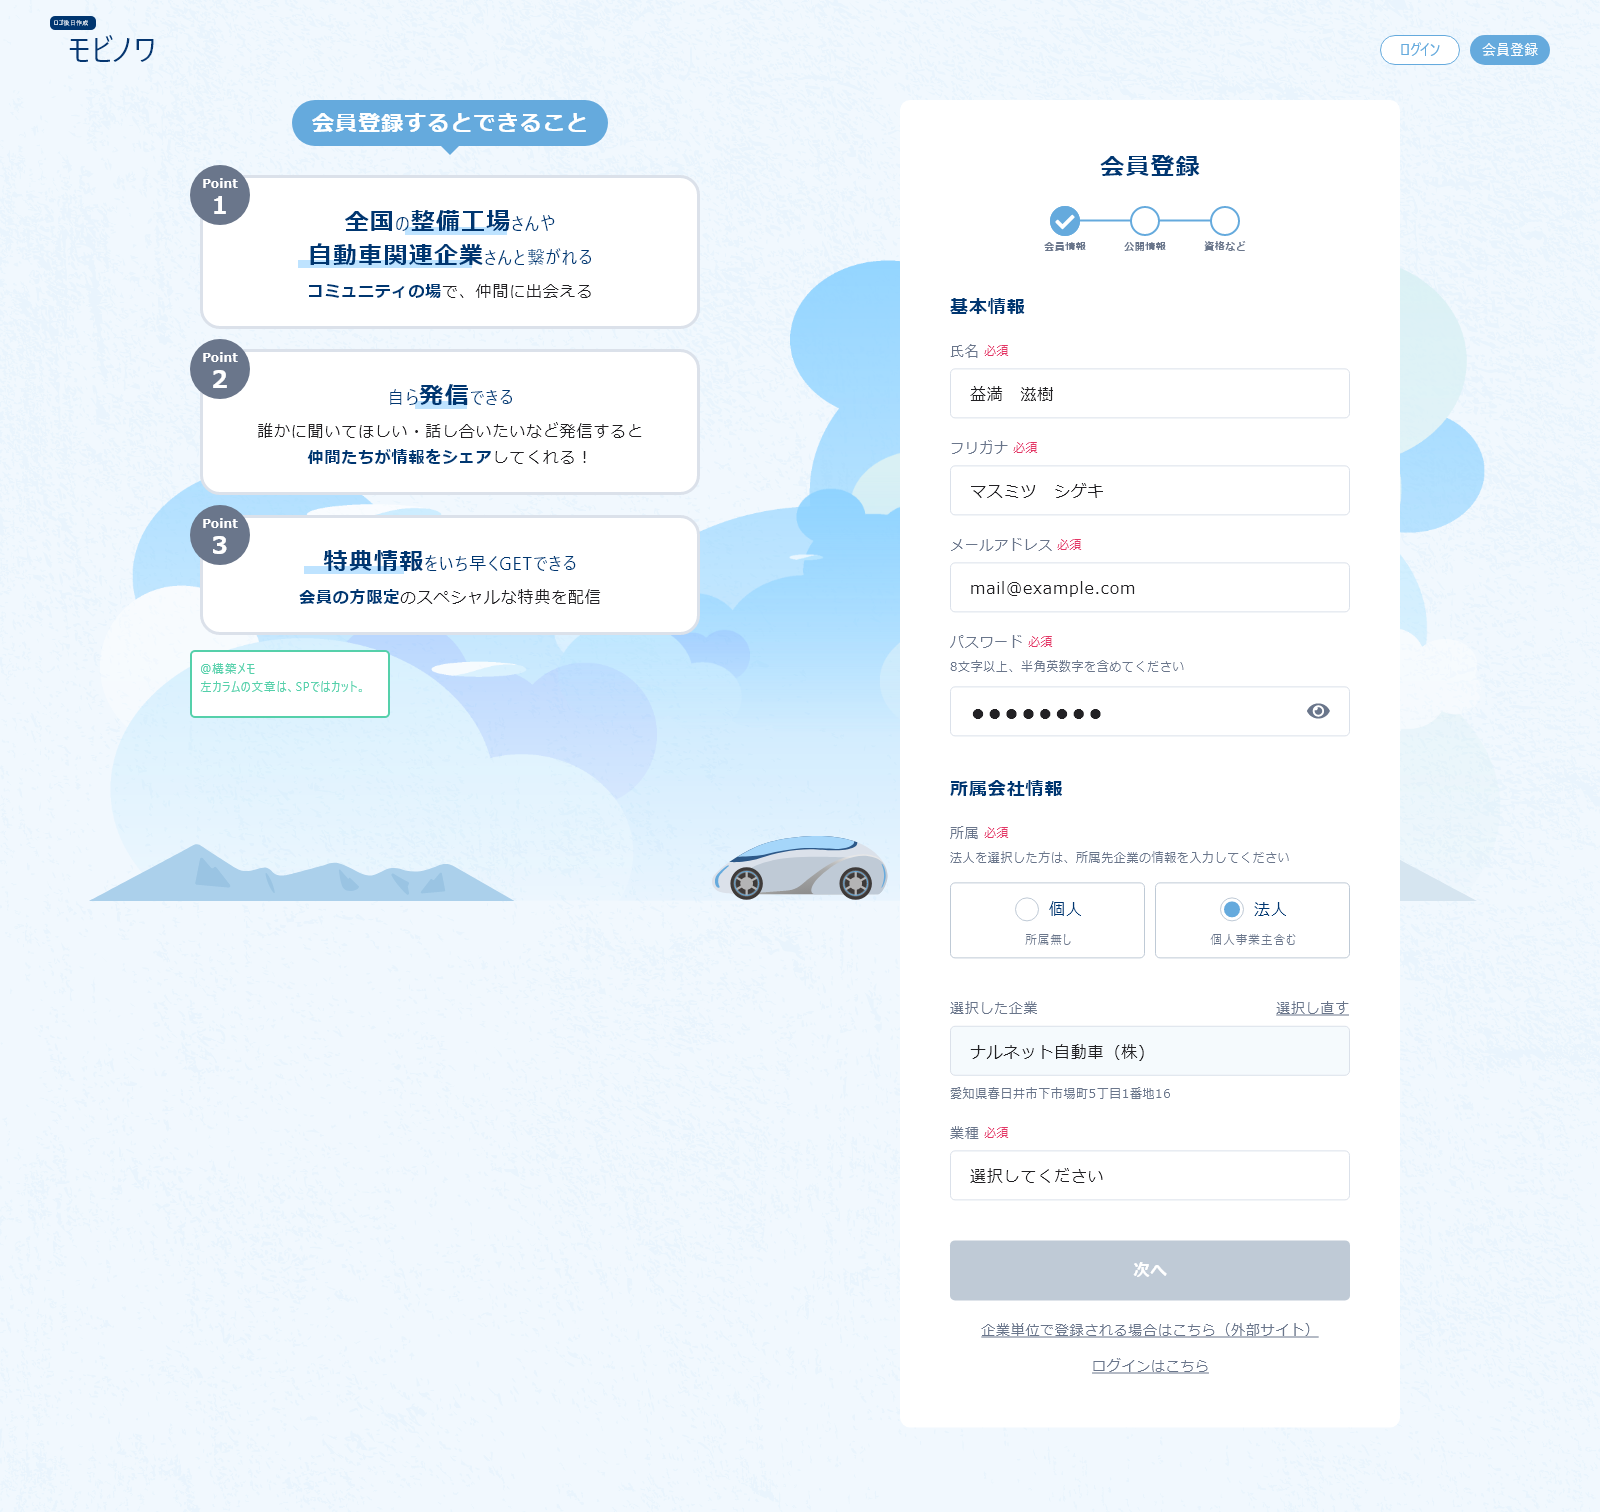 ロゴ後日作成
モビノワ
ログイン
会員登録
会員登録するとできること
Point
1
全国の整備工場さんや
自動車関連企業さんと繋がれる
コミュニティの場で、仲間に出会える
Point
2
自ら発信できる
誰かに聞いてほしい・話し合いたいなど発信すると
仲間たちが情報をシェアしてくれる！
Point
3
特典情報をいち早くGETできる
会員の方限定のスペシャルな特典を配信
@構築メモ
左カラムの文章は、SPではカット。
会員登録
会員情報
公開情報
資格など
基本情報
氏名 必須
益満　滋樹
フリガナ 必須
マスミツ　シゲキ
メールアドレス 必須
mail@example.com
パスワード 必須
8文字以上、半角英数字を含めてください
●●●●●●●●
所属会社情報
所属 必須
法人を選択した方は、所属先企業の情報を入力してください
個人
所属無し
法人
個人事業主含む
選択した企業
選択し直す
ナルネット自動車（株）
愛知県春日井市下市場町5丁目1番地16
業種 必須
選択してください
次へ
企業単位で登録される場合はこちら（外部サイト）
ログインはこちら